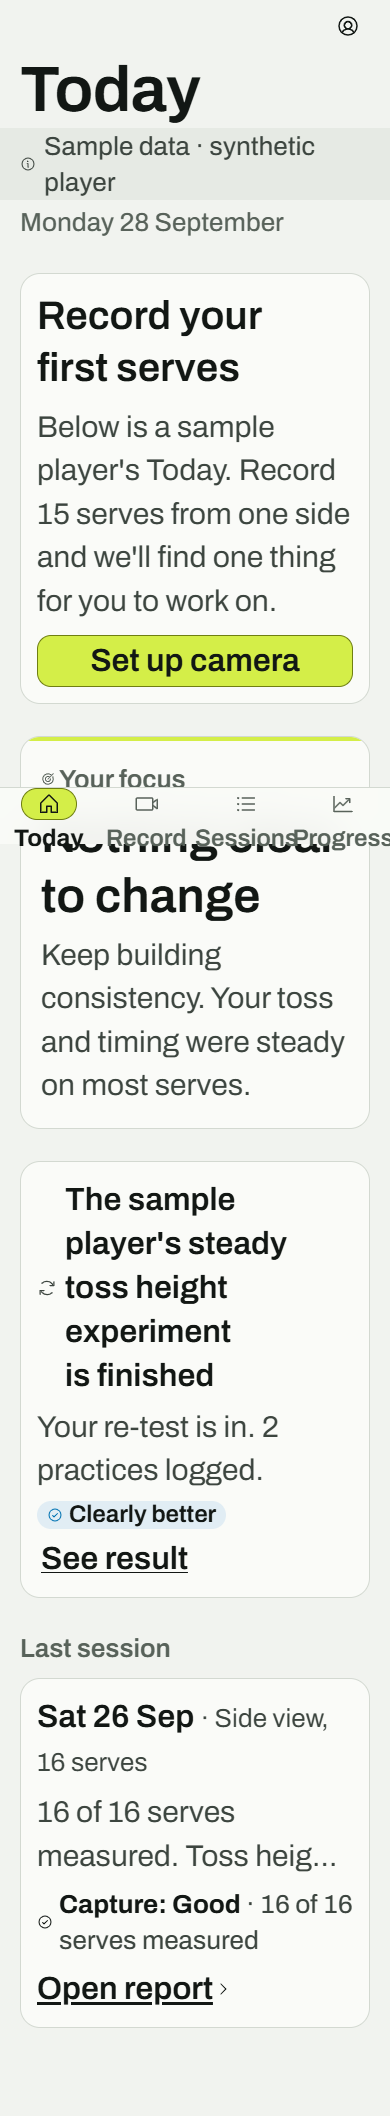 Today
Sample data · synthetic
player
Monday 28 September
Record your
first serves
Below is a sample
player's Today. Record
15 serves from one side
and we'll find one thing
for you to work on.
Set up camera
Your focus
Today Record Sessions Progress
Nothing clear
to change
Keep building
consistency. Your toss
and timing were steady
on most serves.
The sample
player's steady
toss height
experiment
is finished
Your re-test is in. 2
practices logged.
Clearly better
See result
Last session
Sat 26 Sep · Side view,
16 serves
16 of 16 serves
measured. Toss heig...
Capture: Good · 16 of 16
serves measured
Open report